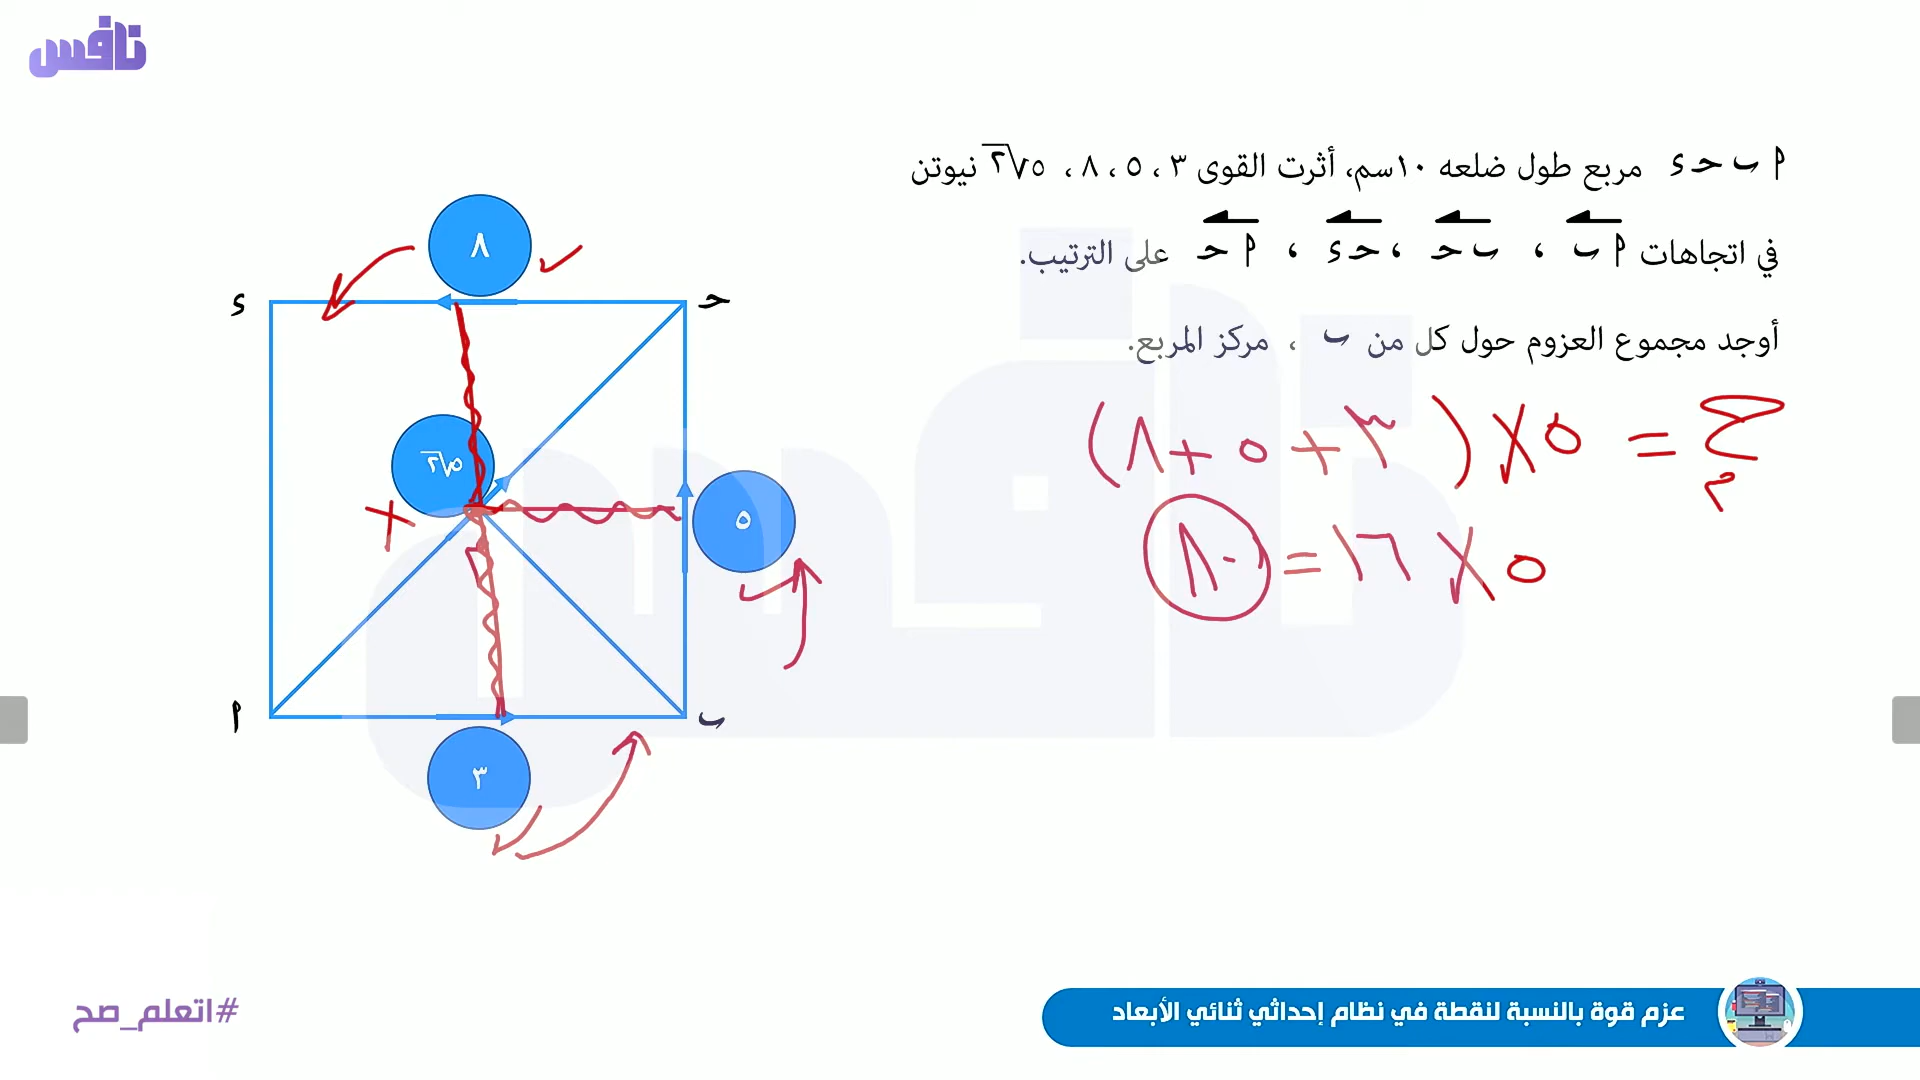 نافس
ا ب حـ ء مربع طول ضلعه ١٠سم، أثرت القوى ٣ ، ٥ ، ٨ ، ٥√٢ نيوتن
في اتجاهات ا ب ، ب حـ ، حـ ء ، ا حـ على الترتيب.
أوجد مجموع العزوم حول كل من ب ، مركز المربع.
٨
ء
حـ
٥√٢
٥
ا
ب
٣
م = ٥ × (٣ + ٥ + ٨)
٥ × ١٦ = ٨٠
#اتعلم_صح
عزم قوة بالنسبة لنقطة في نظام إحداثي ثنائي الأبعاد